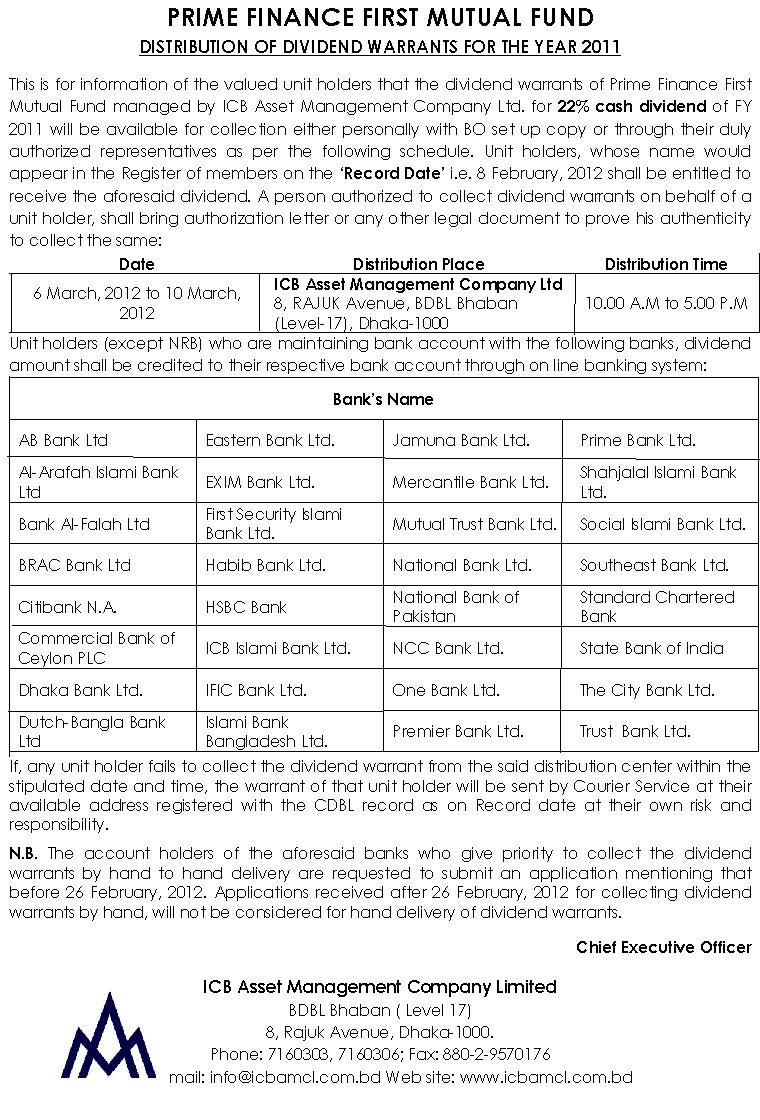 PRIME FINANCE FIRST MUTUAL FUND
DISTRIBUTION OF DIVIDEND WARRANTS FOR THE YEAR 2011
This is for information of the valued unit holders that the dividend warrants of Prime Finance First
Mutual Fund managed by ICB Asset Management Company Ltd. for 22% cash dividend of FY
2011 will be available for collection either personally with BO set up copy or through their duly
authorized representatives as per the following schedule. Unit holders, whose name would
appear in the Register of members on the ‘Record Date’ i.e. 8 February, 2012 shall be entitled to
receive the aforesaid dividend. A person authorized to collect dividend warrants on behalf of a
unit holder, shall bring authorization letter or any other legal document to prove his authenticity
to collect the same:
Date Distribution Place Distribution Time
6 March, 2012 to 10 March,
2012
ICB Asset Management Company Ltd
8, RAJUK Avenue, BDBL Bhaban
(Level-17), Dhaka-1000
10.00 A.M to 5.00 P.M
Unit holders (except NRB) who are maintaining bank account with the following banks, dividend
amount shall be credited to their respective bank account through on line banking system:
Bank's Name
AB Bank Ltd
Eastern Bank Ltd.
Jamuna Bank Ltd.
Prime Bank Ltd.
Al-Arafah Islami Bank
Ltd
EXIM Bank Ltd.
Mercantile Bank Ltd.
Shahjalal Islami Bank
Ltd.
Bank Al-Falah Ltd
First Security Islami
Bank Ltd.
Mutual Trust Bank Ltd.
Social Islami Bank Ltd.
BRAC Bank Ltd
Habib Bank Ltd.
National Bank Ltd.
Southeast Bank Ltd.
Citibank N.A.
HSBC Bank
National Bank of
Pakistan
Standard Chartered
Bank
Commercial Bank of
Ceylon PLC
ICB Islami Bank Ltd.
NCC Bank Ltd.
State Bank of India
Dhaka Bank Ltd.
IFIC Bank Ltd.
One Bank Ltd.
The City Bank Ltd.
Dutch-Bangla Bank
Ltd
Islami Bank
Bangladesh Ltd.
Premier Bank Ltd.
Trust Bank Ltd.
If, any unit holder fails to collect the dividend warrant from the said distribution center within the
stipulated date and time, the warrant of that unit holder will be sent by Courier Service at their
available address registered with the CDBL record as on Record date at their own risk and
responsibility.
N.B. The account holders of the aforesaid banks who give priority to collect the dividend
warrants by hand to hand delivery are requested to submit an application mentioning that
before 26 February, 2012. Applications received after 26 February, 2012 for collecting dividend
warrants by hand, will not be considered for hand delivery of dividend warrants.
Chief Executive Officer
ICB Asset Management Company Limited
BDBL Bhaban ( Level 17)
8, Rajuk Avenue, Dhaka-1000.
Phone: 7160303, 7160306; Fax: 880-2-9570176
mail: info@icbamcl.com.bd Web site: www.icbamcl.com.bd